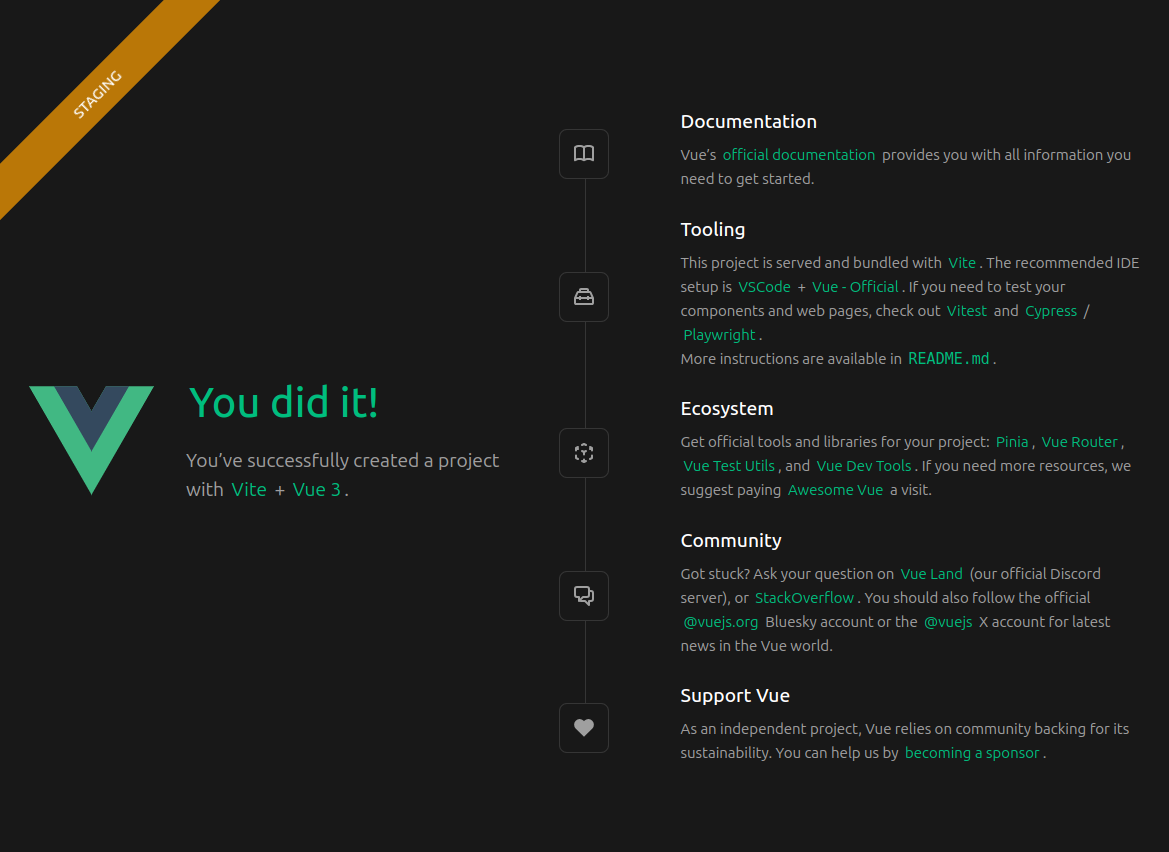 STAGING
You did it!
You’ve successfully created a project
with Vite + Vue 3 .
Documentation
Vue’s official documentation provides you with all information you
need to get started.
Tooling
This project is served and bundled with Vite . The recommended IDE
setup is VSCode + Vue - Official . If you need to test your
components and web pages, check out Vitest and Cypress /
Playwright .
More instructions are available in README.md .
Ecosystem
Get official tools and libraries for your project: Pinia , Vue Router ,
Vue Test Utils , and Vue Dev Tools . If you need more resources, we
suggest paying Awesome Vue a visit.
Community
Got stuck? Ask your question on Vue Land (our official Discord
server), or StackOverflow . You should also follow the official
@vuejs.org Bluesky account or the @vuejs X account for latest
news in the Vue world.
Support Vue
As an independent project, Vue relies on community backing for its
sustainability. You can help us by becoming a sponsor .